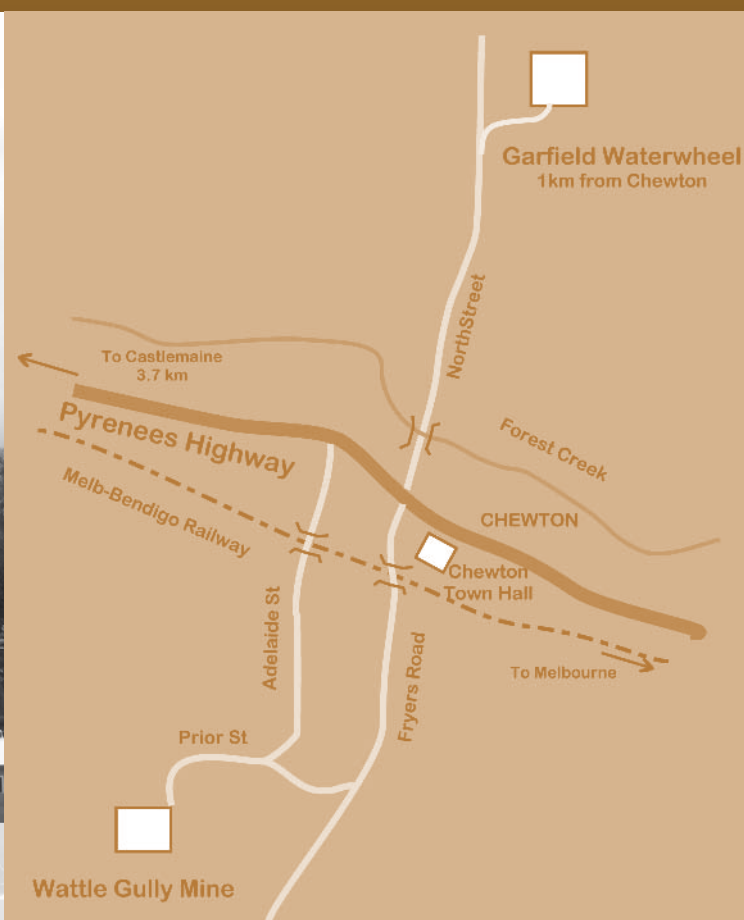 Garfield Waterwheel
1km from Chewton
NorthStreet
To Castlemaine
3.7 km
Pyrenees Highway
Forest Creek
Melb-Bendigo Railway
CHEWTON
Chewton
Town Hall
Adelaide St
Fryers Road
To Melbourne
Prior St
Wattle Gully Mine